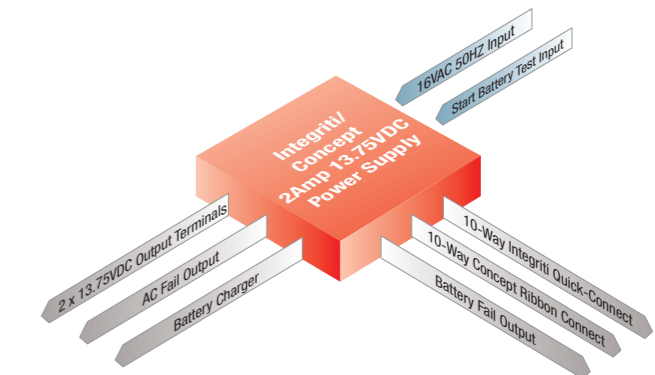 16VAC 50HZ Input
Start Battery Test Input
Integriti/
Concept
2Amp 13.75VDC
Power Supply
2 x 13.75VDC Output Terminals
AC Fail Output
Battery Charger
10-Way Integriti Quick-Connect
10-Way Concept Ribbon Connect
Battery Fail Output